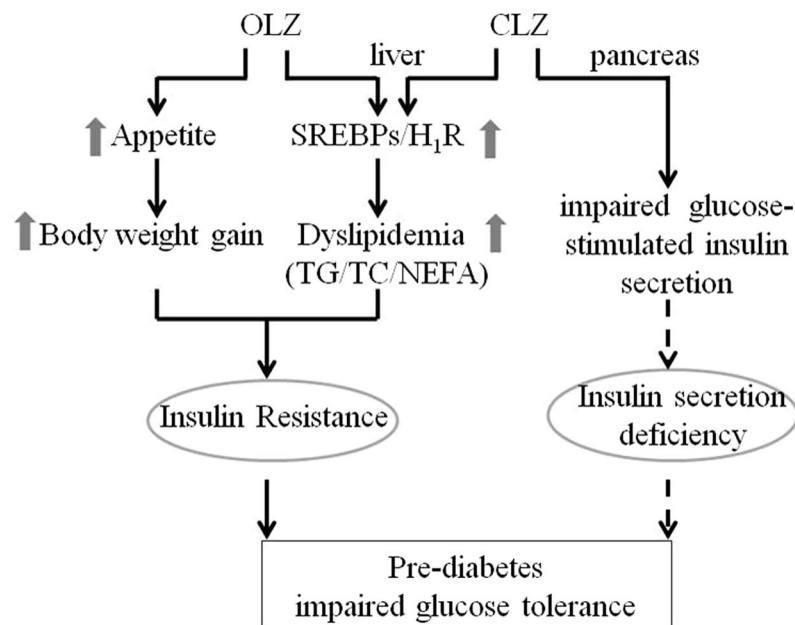 OLZ
CLZ
liver
pancreas
Appetite
SREBPs/H₁R
Body weight gain
Dyslipidemia
(TG/TC/NEFA)
impaired glucose-
stimulated insulin
secretion
Insulin Resistance
Insulin secretion
deficiency
Pre-diabetes
impaired glucose tolerance